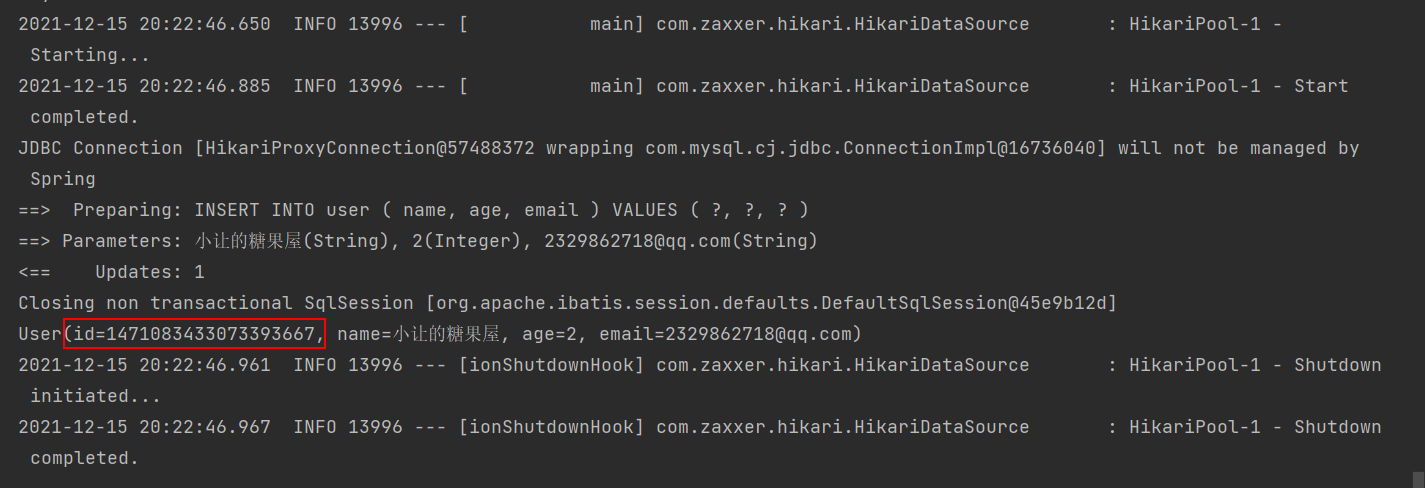 2021-12-15 20:22:46.650  INFO 13996 --- [           main] com.zaxxer.hikari.HikariDataSource       : HikariPool-1 -
Starting...
2021-12-15 20:22:46.885  INFO 13996 --- [           main] com.zaxxer.hikari.HikariDataSource       : HikariPool-1 - Start
completed.
JDBC Connection [HikariProxyConnection@57488372 wrapping com.mysql.cj.jdbc.ConnectionImpl@16736040] will not be managed by
Spring
==>  Preparing: INSERT INTO user ( name, age, email ) VALUES ( ?, ?, ? )
==> Parameters: 小让的糖果屋(String), 2(Integer), 2329862718@qq.com(String)
<==    Updates: 1
Closing non transactional SqlSession [org.apache.ibatis.session.defaults.DefaultSqlSession@45e9b12d]
User(id=1471083433073393667, name=小让的糖果屋, age=2, email=2329862718@qq.com)
2021-12-15 20:22:46.961  INFO 13996 --- [ionShutdownHook] com.zaxxer.hikari.HikariDataSource       : HikariPool-1 - Shutdown
initiated...
2021-12-15 20:22:46.967  INFO 13996 --- [ionShutdownHook] com.zaxxer.hikari.HikariDataSource       : HikariPool-1 - Shutdown
completed.